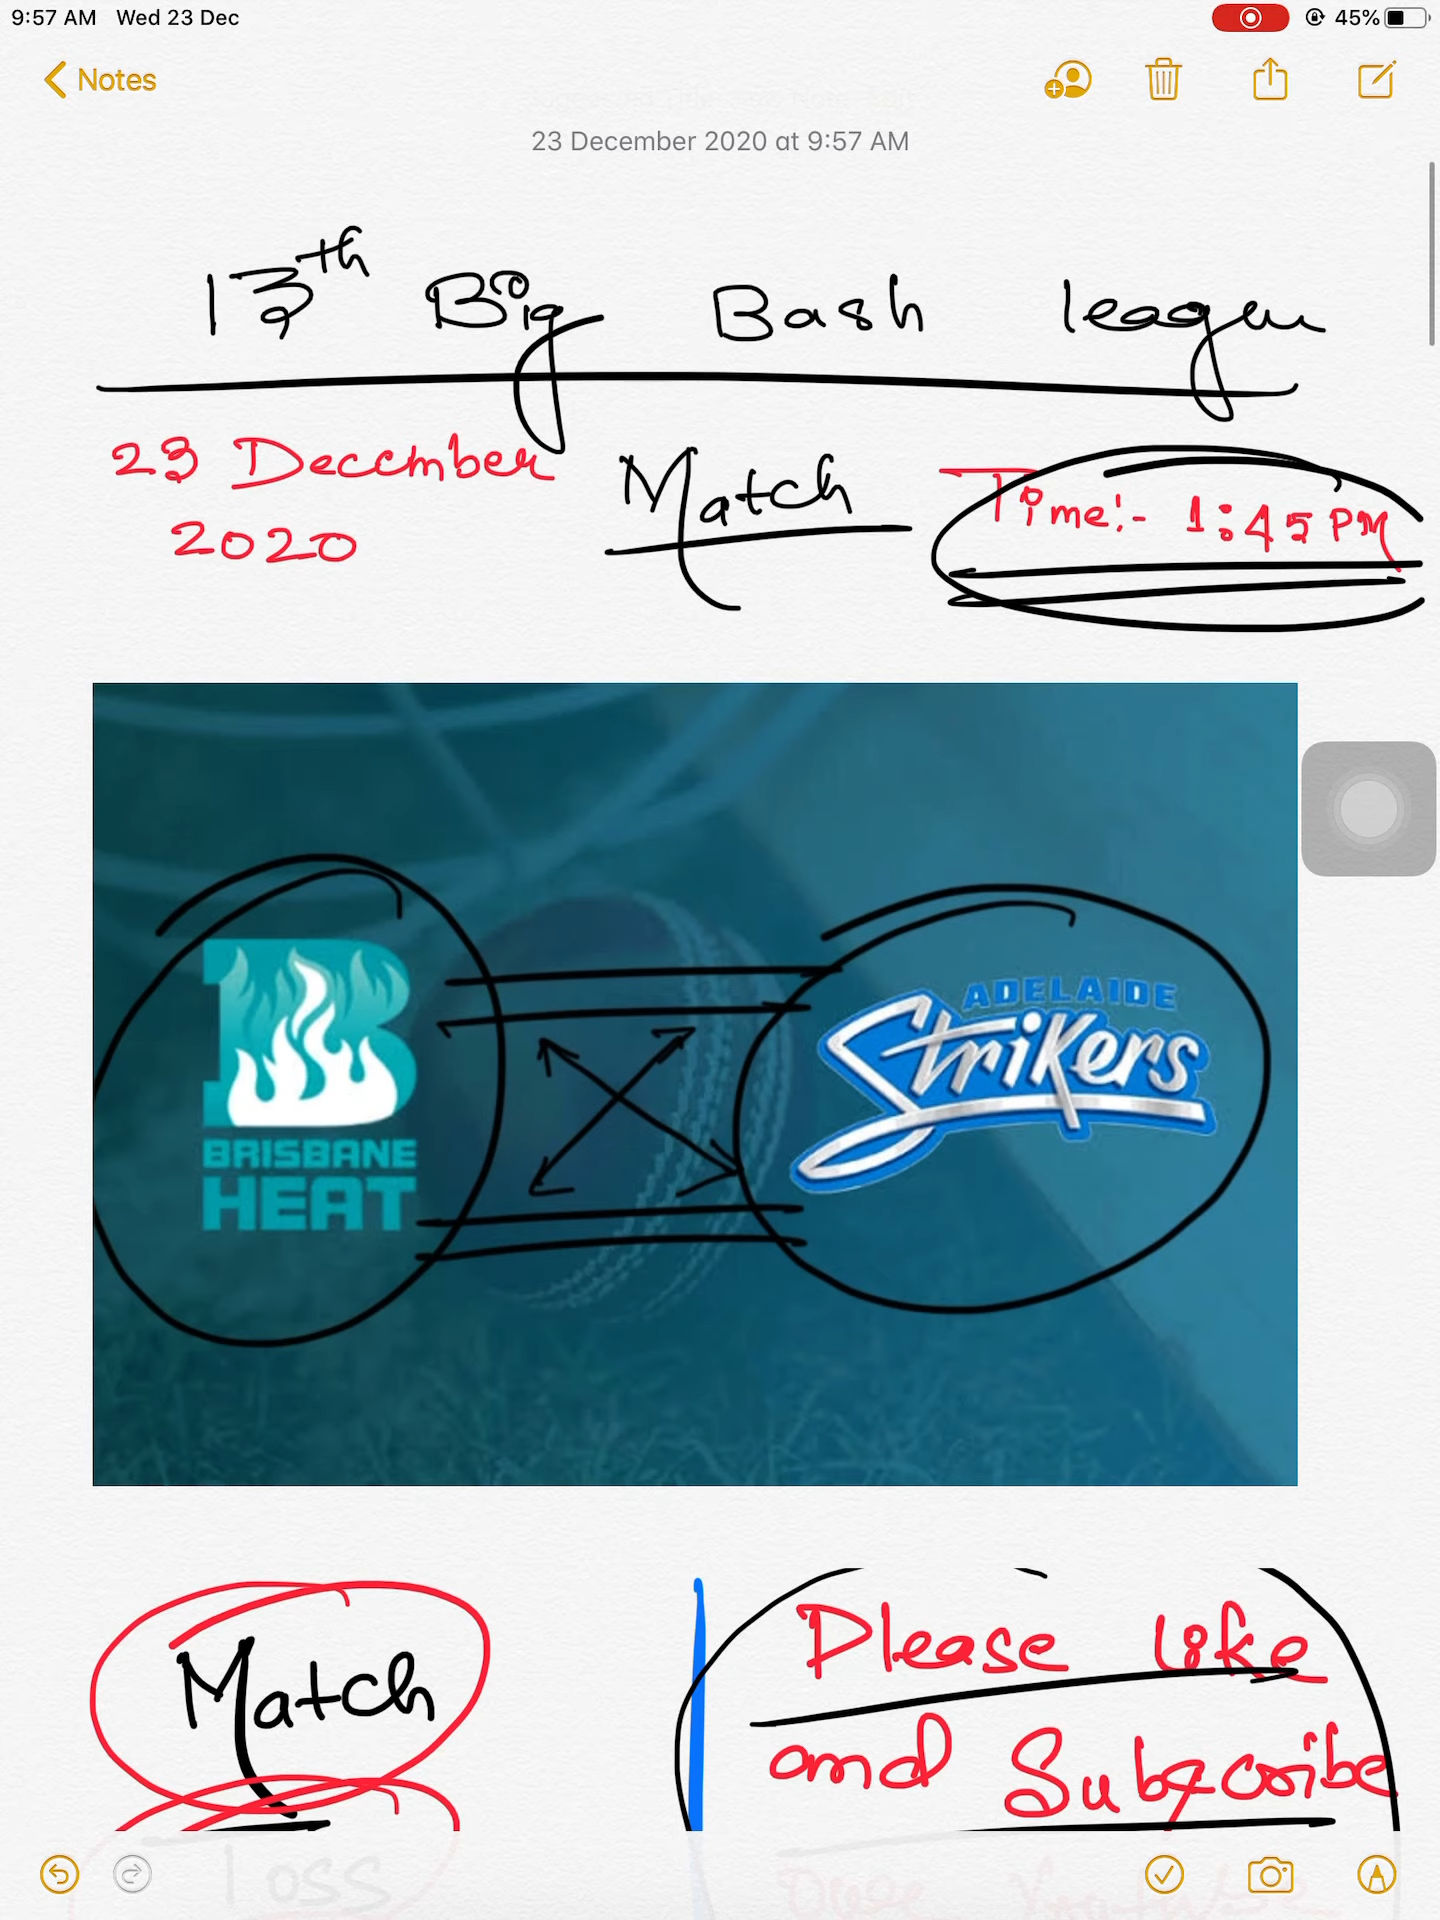 9:57 AM Wed 23 Dec 45%
Notes
23 December 2020 at 9:57 AM
13th Big Bash league
23 December
2020
Match
Time:- 1:45 PM
BRISBANE
HEAT
ADELAIDE
Strikers
Match
Please like
and Subscribe
Loss